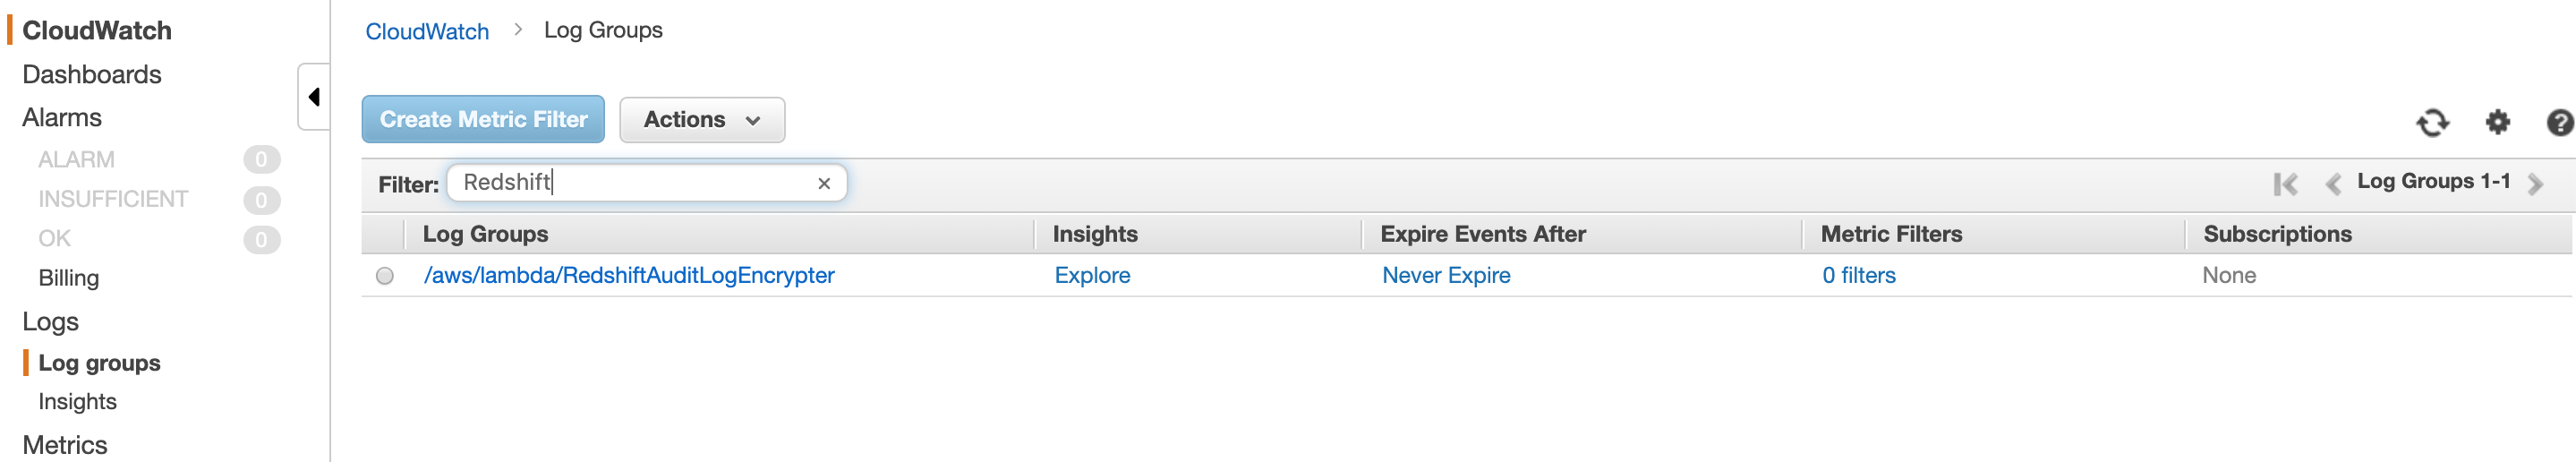 CloudWatch
Dashboards
Alarms
ALARM 0
INSUFFICIENT 0
OK 0
Billing
Logs
Log groups
Insights
Metrics
CloudWatch > Log Groups
Create Metric Filter Actions
Filter: Redshift ×
Log Groups 1-1
Log Groups Insights Expire Events After Metric Filters Subscriptions
/aws/lambda/RedshiftAuditLogEncrypter Explore Never Expire 0 filters None